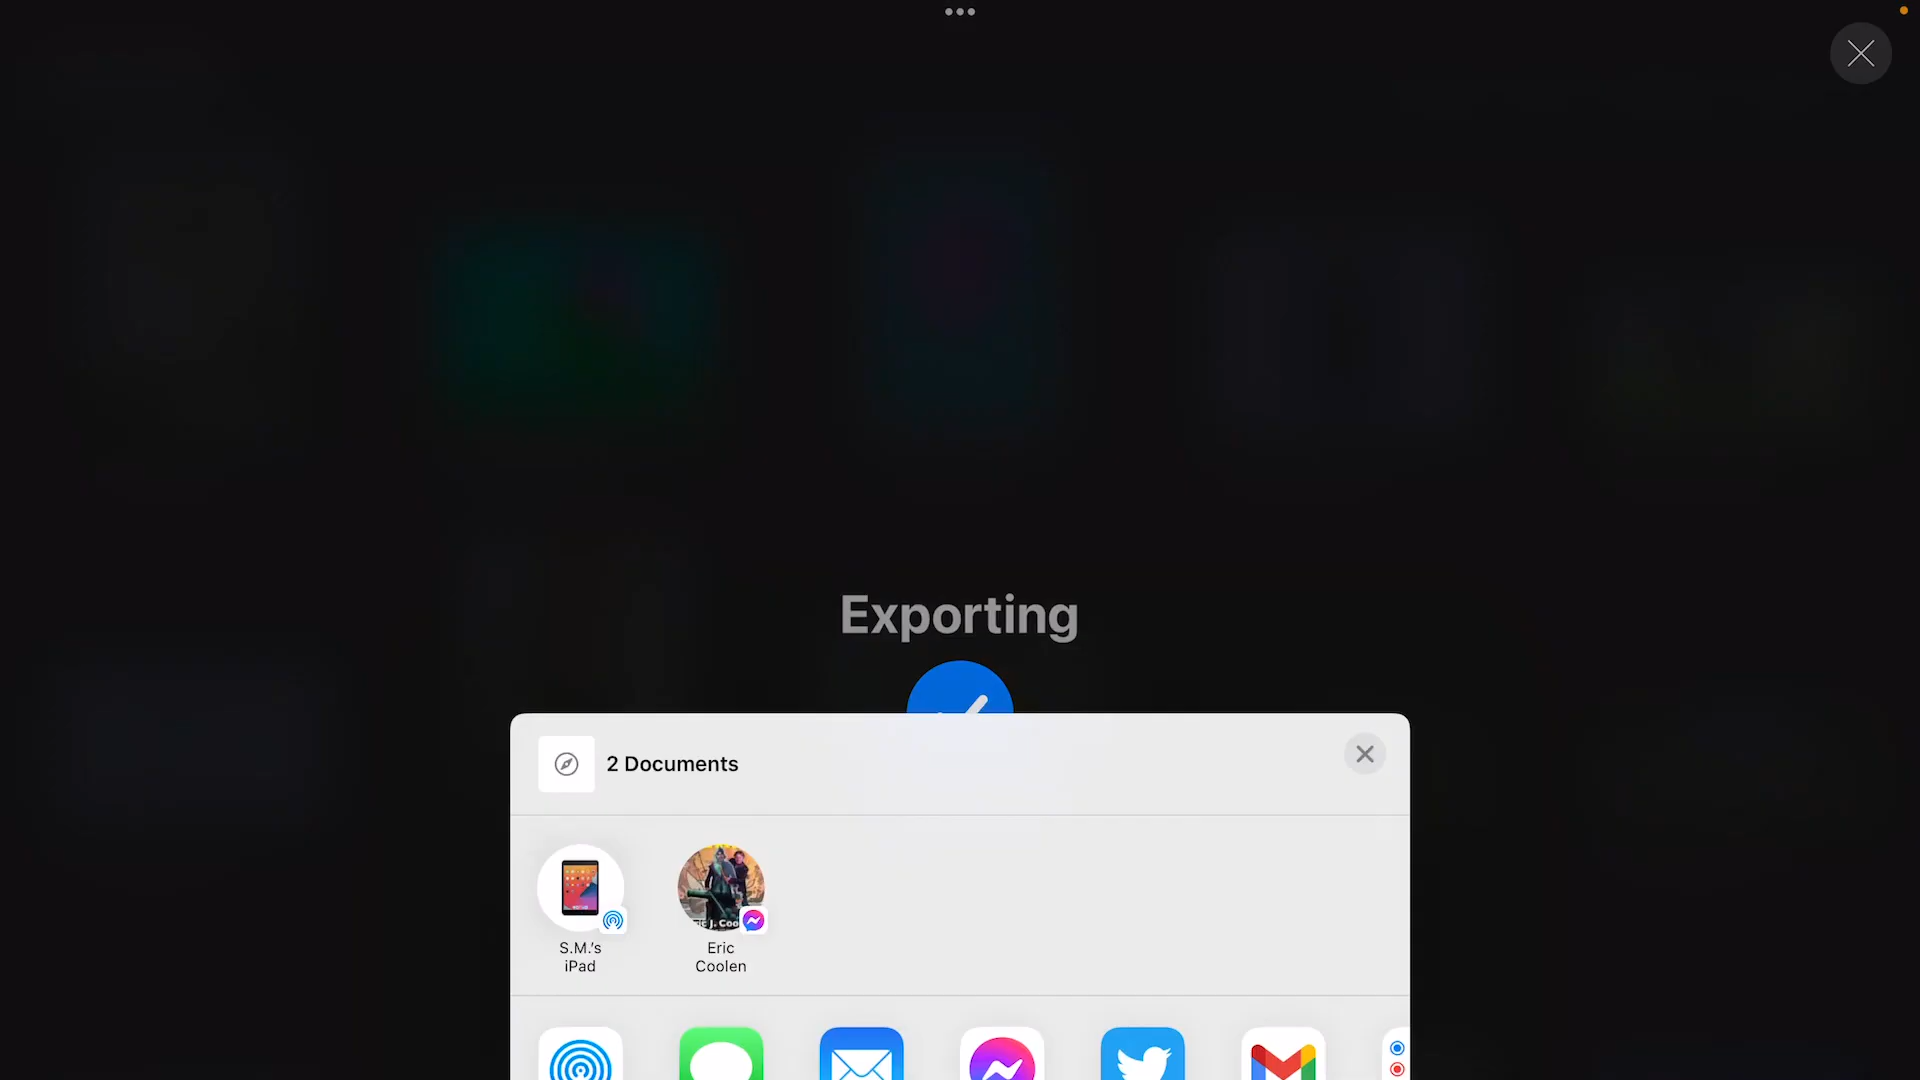 Exporting
2 Documents
S.M.'s
iPad
Eric
Coolen